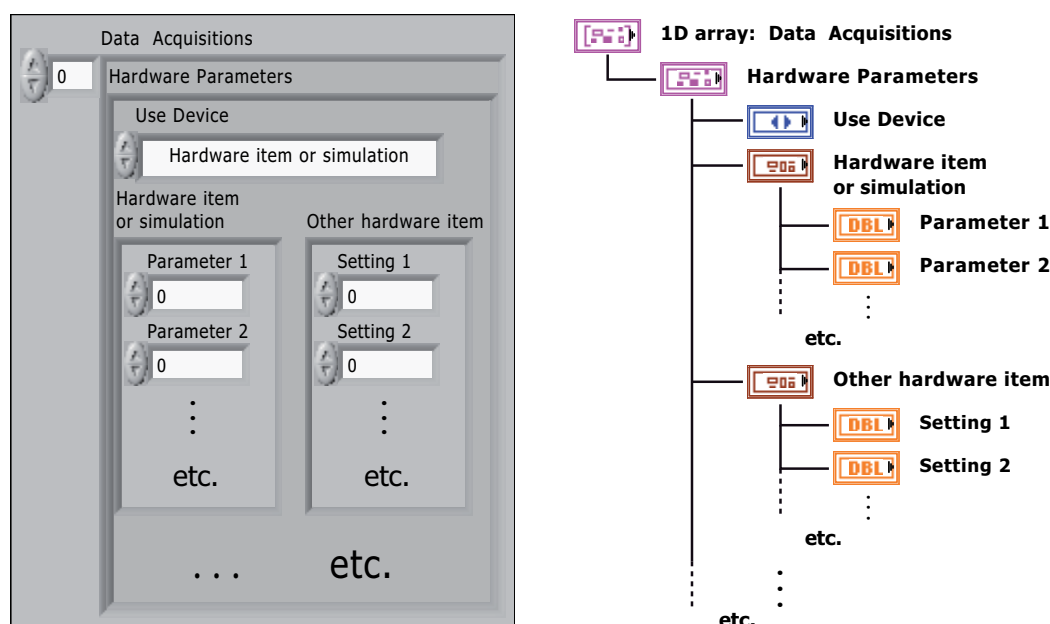 Data Acquisitions
0
Hardware Parameters
Use Device
Hardware item or simulation
Hardware item
or simulation
Other hardware item
Parameter 1
0
Parameter 2
0
etc.
Setting 1
0
Setting 2
0
etc.
. . . etc.
1D array: Data Acquisitions
Hardware Parameters
Use Device
Hardware item
or simulation
DBL Parameter 1
DBL Parameter 2
etc.
Other hardware item
DBL Setting 1
DBL Setting 2
etc.
etc.